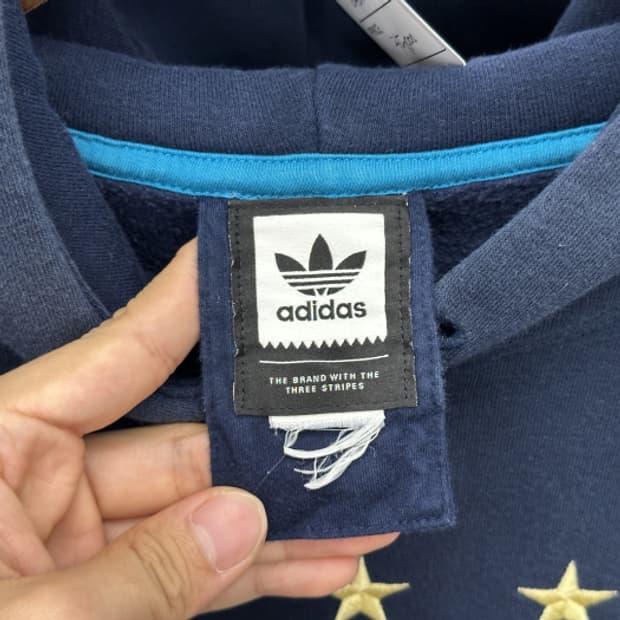 adidas
THE BRAND WITH THE
THREE STRIPES